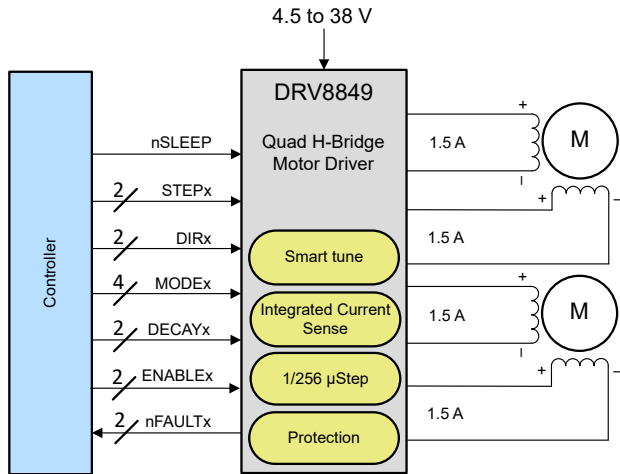 4.5 to 38 V
DRV8849
Quad H-Bridge
Motor Driver
Controller
nSLEEP
2 STEPx
2 DIRx
4 MODEx
2 DECAYx
2 ENABLEx
2 nFAULTx
Smart tune
Integrated Current
Sense
1/256 µStep
Protection
+
1.5 A
M
–
+
–
1.5 A
+
1.5 A
M
–
+
–
1.5 A